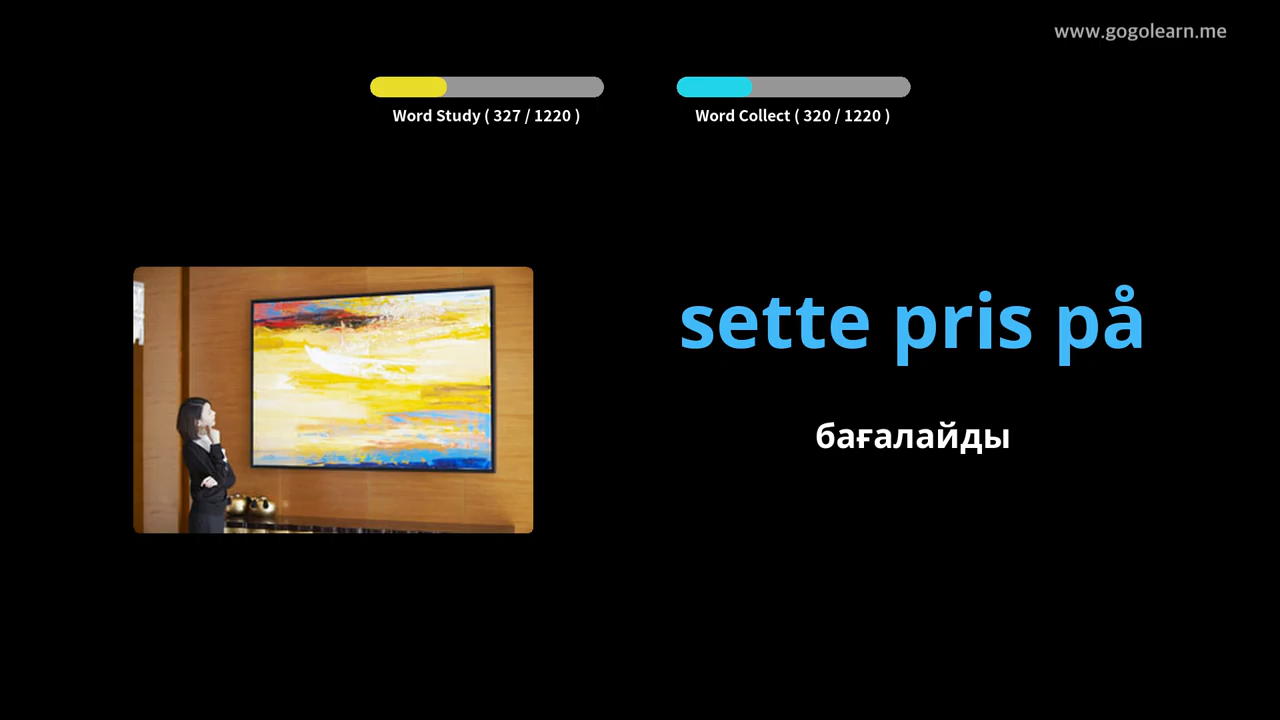 www.gogolearn.me
Word Study ( 327 / 1220 )
Word Collect ( 320 / 1220 )
sette pris på
бағалайды